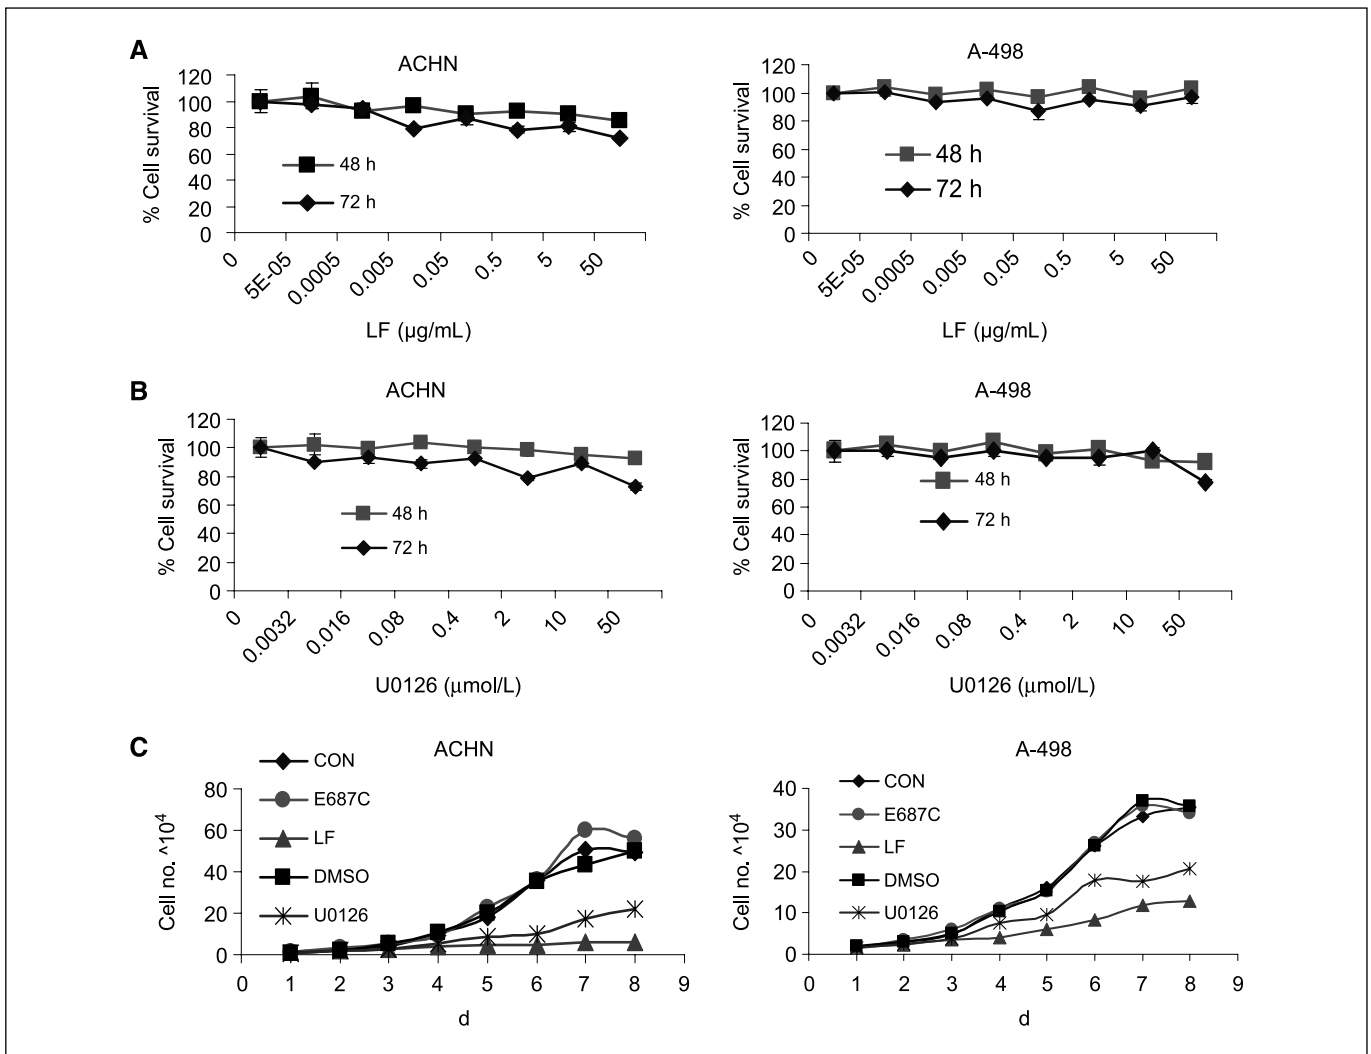 A
ACHN
% Cell survival
120
100
80
60
40
20
0
48 h
72 h
0
5E-05
0.0005
0.005
0.05
0.5
5
50
LF (µg/mL)
A-498
% Cell survival
120
100
80
60
40
20
0
48 h
72 h
0
5E-05
0.0005
0.005
0.05
0.5
5
50
LF (µg/mL)
B
ACHN
% Cell survival
120
100
80
60
40
20
0
48 h
72 h
0
0.0032
0.016
0.08
0.4
2
10
50
U0126 (µmol/L)
A-498
% Cell survival
120
100
80
60
40
20
0
48 h
72 h
0
0.0032
0.016
0.08
0.4
2
10
50
U0126 (µmol/L)
C
ACHN
CON
E687C
LF
DMSO
U0126
Cell no. ^10⁴
80
60
40
20
0
0 1 2 3 4 5 6 7 8 9
d
A-498
CON
E687C
LF
DMSO
U0126
Cell no. ^10⁴
40
30
20
10
0
0 1 2 3 4 5 6 7 8 9
d